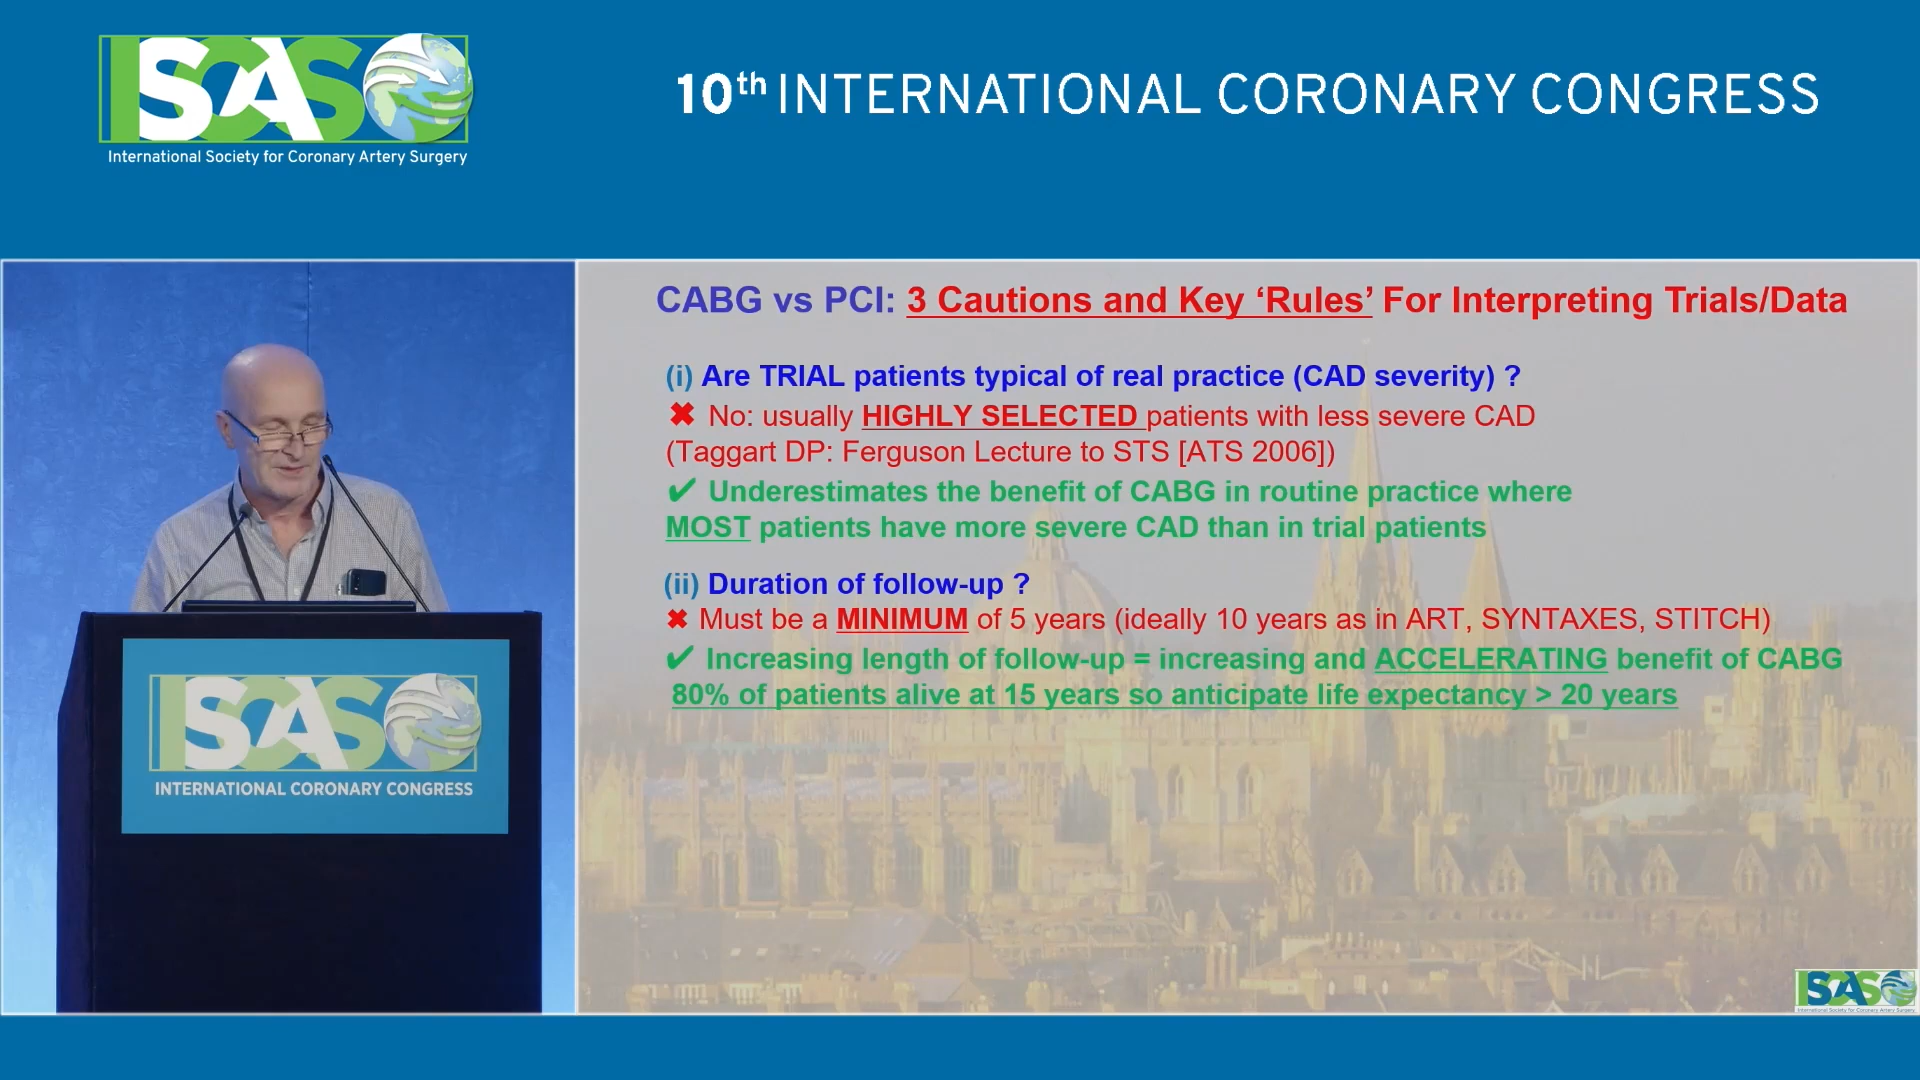 ISCAS
International Society for Coronary Artery Surgery
10th INTERNATIONAL CORONARY CONGRESS
ISCAS
INTERNATIONAL CORONARY CONGRESS
CABG vs PCI: 3 Cautions and Key ‘Rules’ For Interpreting Trials/Data
(i) Are TRIAL patients typical of real practice (CAD severity) ?
✖ No: usually HIGHLY SELECTED patients with less severe CAD
(Taggart DP: Ferguson Lecture to STS [ATS 2006])
✔ Underestimates the benefit of CABG in routine practice where
MOST patients have more severe CAD than in trial patients
(ii) Duration of follow-up ?
✖ Must be a MINIMUM of 5 years (ideally 10 years as in ART, SYNTAXES, STITCH)
✔ Increasing length of follow-up = increasing and ACCELERATING benefit of CABG
80% of patients alive at 15 years so anticipate life expectancy > 20 years
ISCAS
International Society for Coronary Artery Surgery